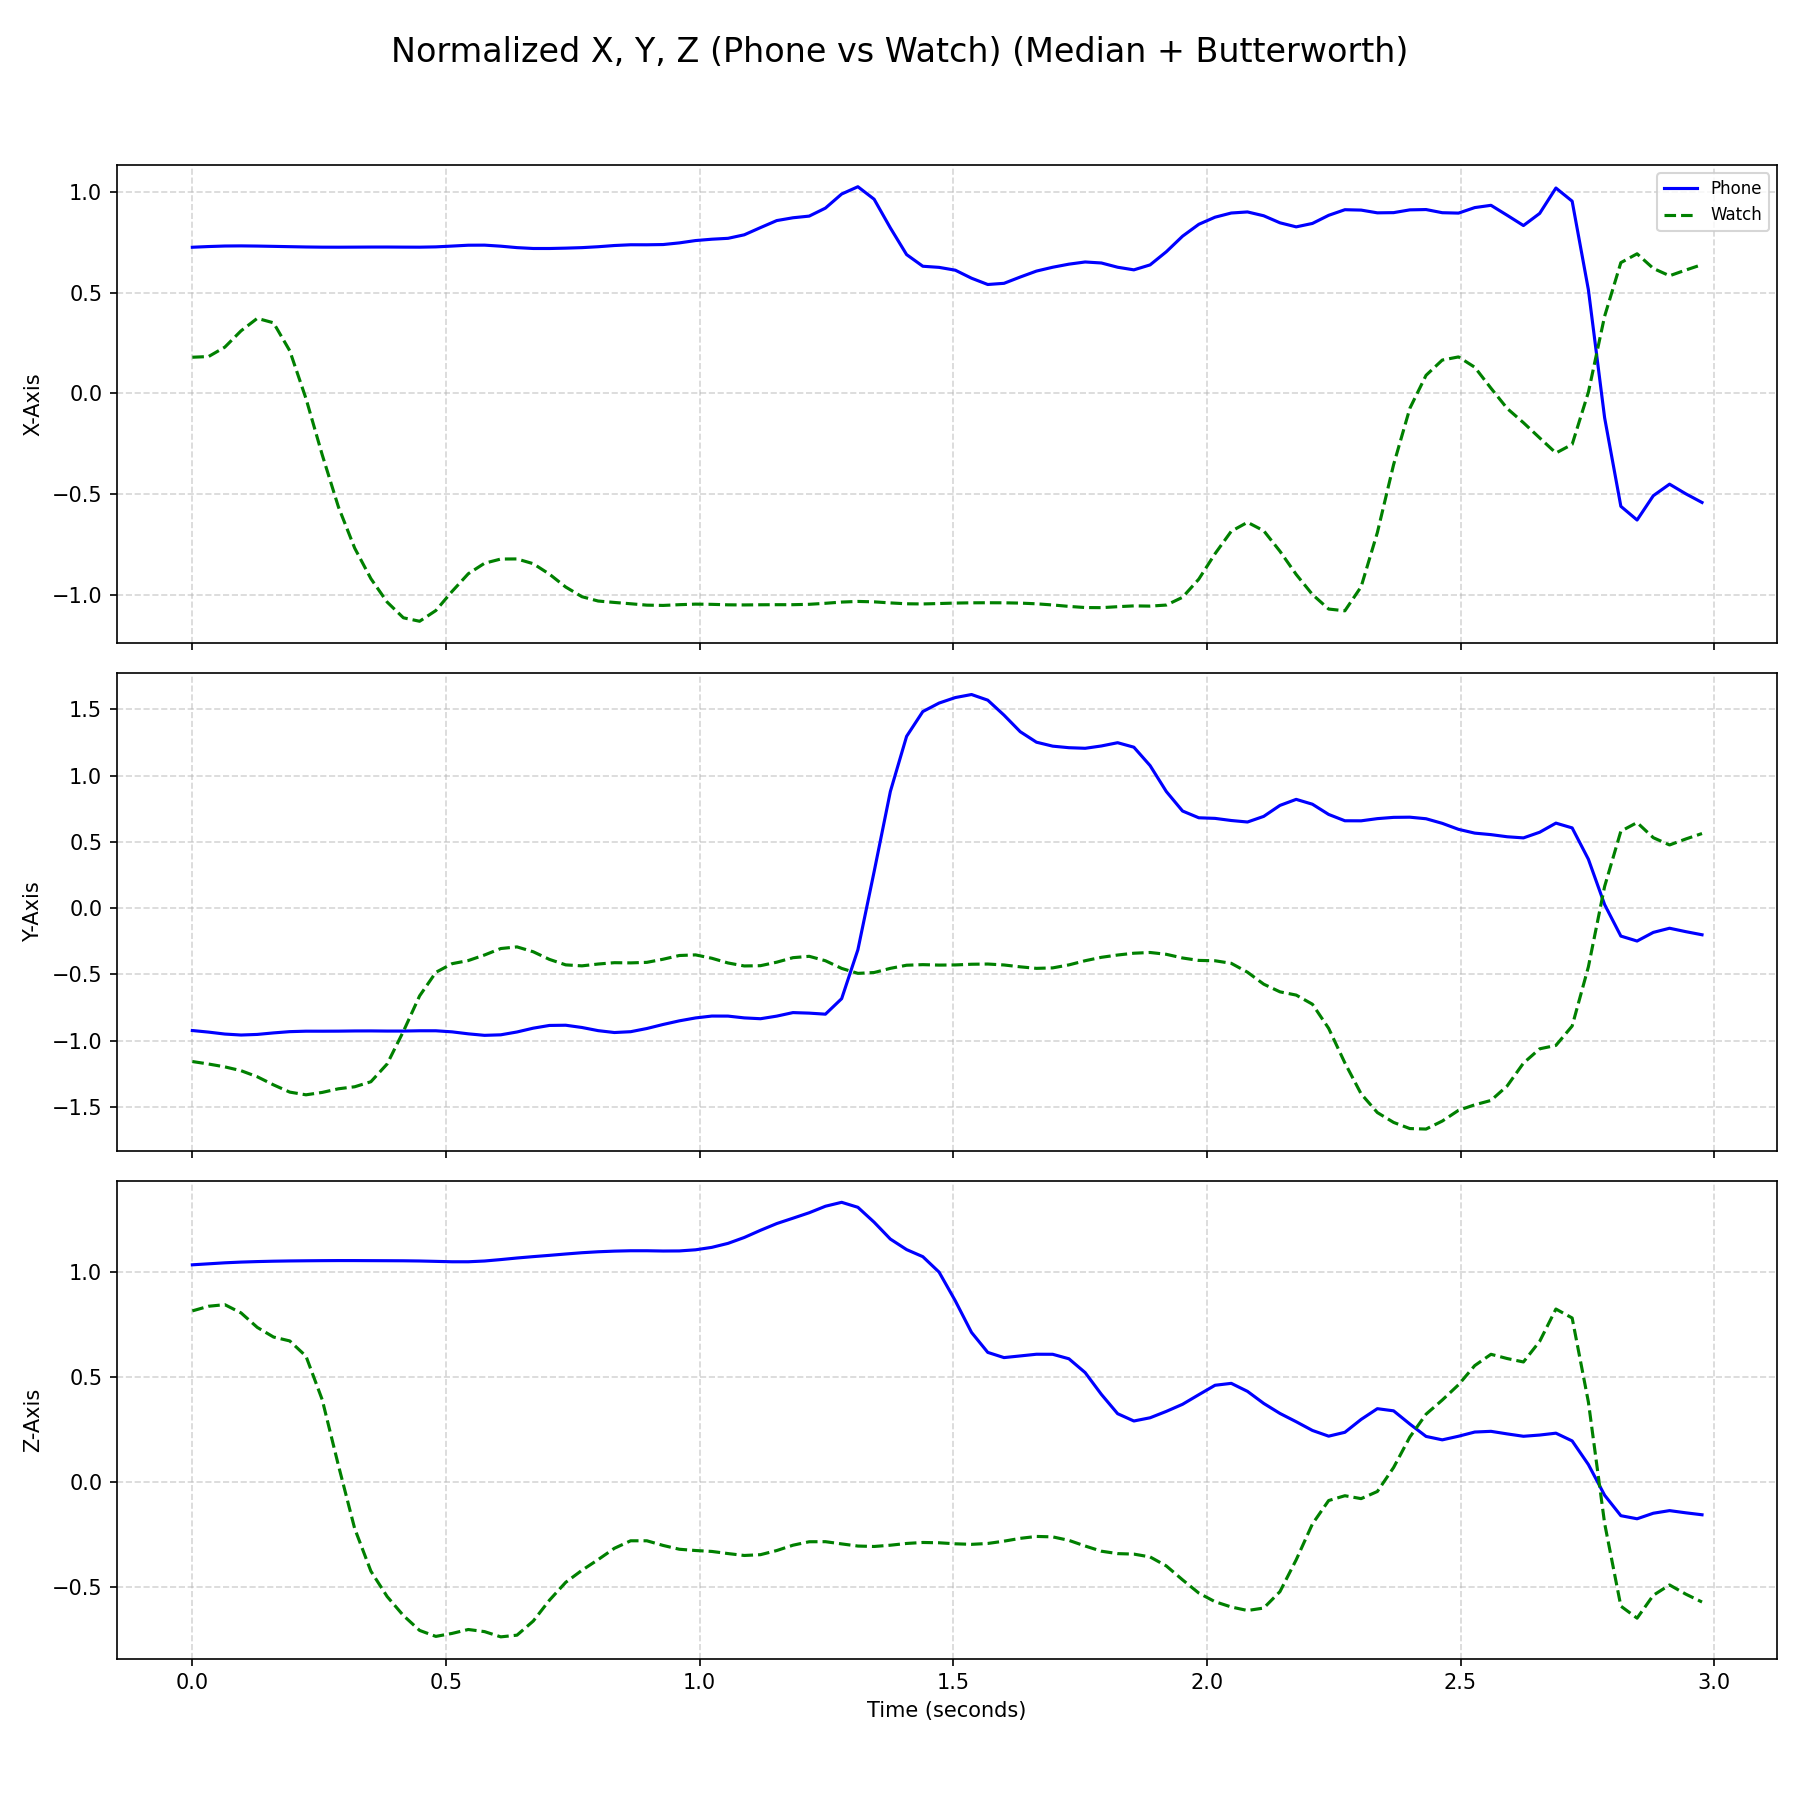 Normalized X, Y, Z (Phone vs Watch) (Median + Butterworth)
Phone
Watch
1.0
0.5
0.0
−0.5
−1.0
X-Axis
1.5
1.0
0.5
0.0
−0.5
−1.0
−1.5
Y-Axis
1.0
0.5
0.0
−0.5
Z-Axis
0.0 0.5 1.0 1.5 2.0 2.5 3.0
Time (seconds)